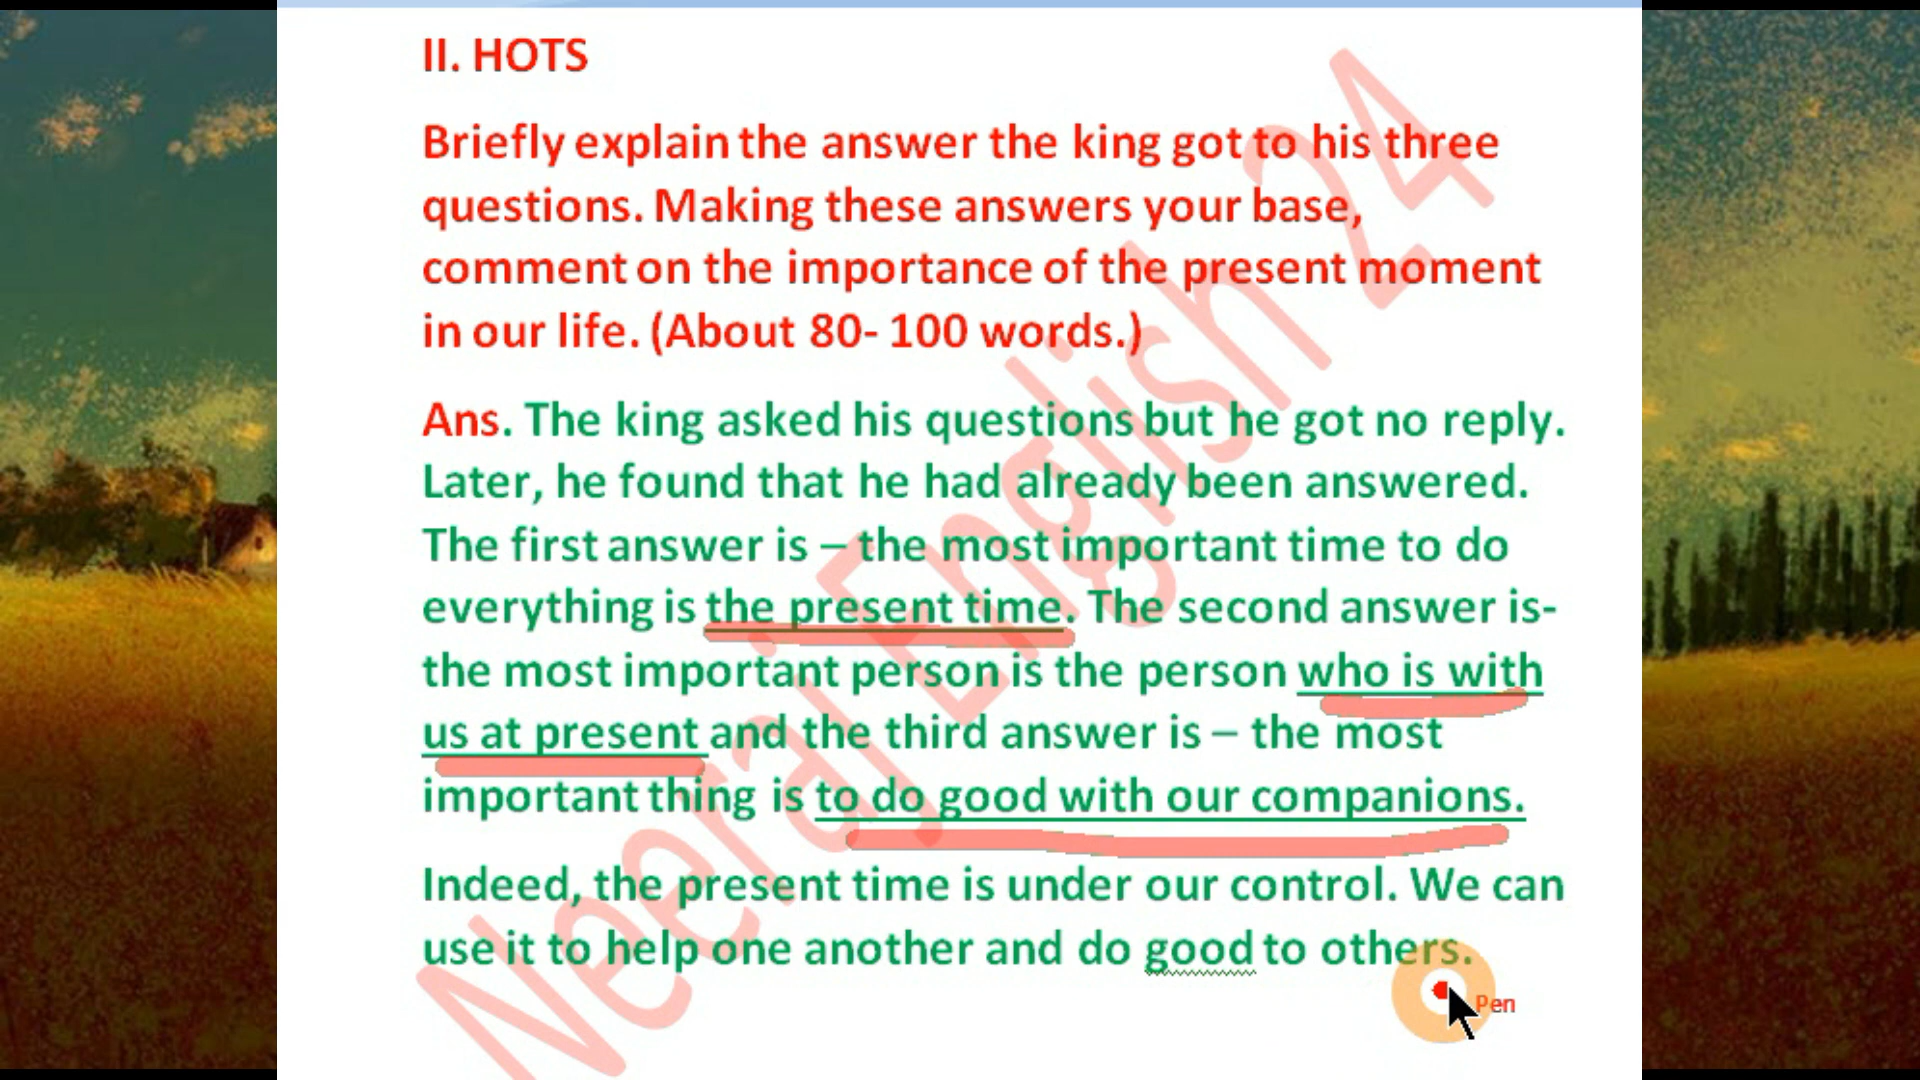 II. HOTS
Briefly explain the answer the king got to his three
questions. Making these answers your base,
comment on the importance of the present moment
in our life. (About 80- 100 words.)
Ans. The king asked his questions but he got no reply.
Later, he found that he had already been answered.
The first answer is – the most important time to do
everything is the present time. The second answer is-
the most important person is the person who is with
us at present and the third answer is – the most
important thing is to do good with our companions.
Indeed, the present time is under our control. We can
use it to help one another and do good to others.
Pen
Neeraj English 24